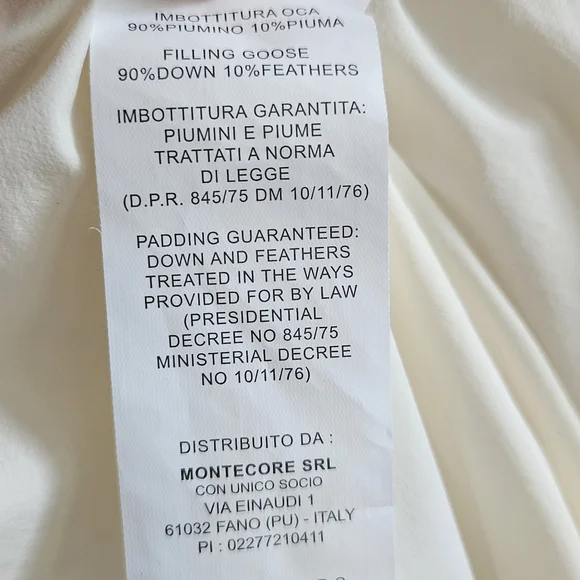 IMBOTTITURA OCA
90%PIUMINO 10%PIUMA
FILLING GOOSE
90%DOWN 10%FEATHERS
IMBOTTITURA GARANTITA:
PIUMINI E PIUME
TRATTATI A NORMA
DI LEGGE
(D.P.R. 845/75 DM 10/11/76)
PADDING GUARANTEED:
DOWN AND FEATHERS
TREATED IN THE WAYS
PROVIDED FOR BY LAW
(PRESIDENTIAL
DECREE NO 845/75
MINISTERIAL DECREE
NO 10/11/76)
DISTRIBUITO DA :
MONTECORE SRL
CON UNICO SOCIO
VIA EINAUDI 1
61032 FANO (PU) - ITALY
PI : 02277210411